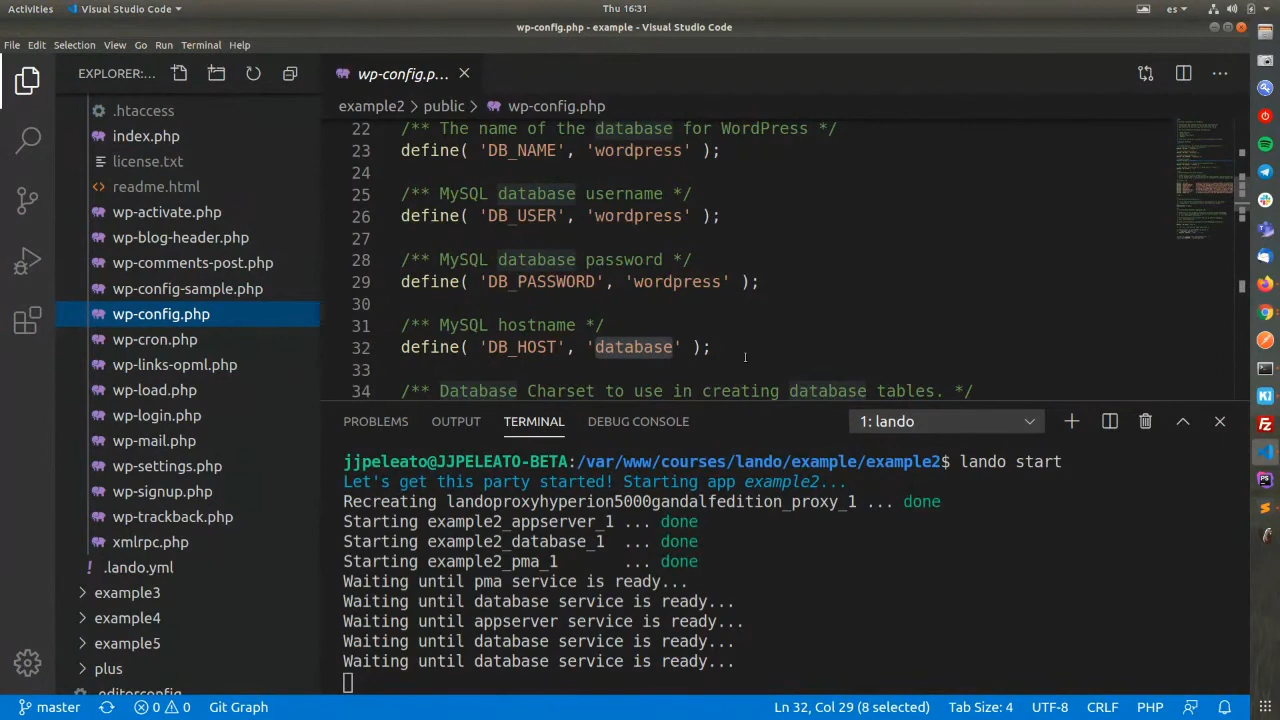 Activities
Visual Studio Code
Thu 16:31
es
wp-config.php - example - Visual Studio Code
File Edit Selection View Go Run Terminal Help
EXPLORER:...
.htaccess
index.php
license.txt
readme.html
wp-activate.php
wp-blog-header.php
wp-comments-post.php
wp-config-sample.php
wp-config.php
wp-cron.php
wp-links-opml.php
wp-load.php
wp-login.php
wp-mail.php
wp-settings.php
wp-signup.php
wp-trackback.php
xmlrpc.php
! .lando.yml
example3
example4
example5
plus
.editorconfig
wp-config.p...
example2 > public > wp-config.php
22 /** The name of the database for WordPress */
23 define( 'DB_NAME', 'wordpress' );
24
25 /** MySQL database username */
26 define( 'DB_USER', 'wordpress' );
27
28 /** MySQL database password */
29 define( 'DB_PASSWORD', 'wordpress' );
30
31 /** MySQL hostname */
32 define( 'DB_HOST', 'database' );
33
34 /** Database Charset to use in creating database tables. */
PROBLEMS OUTPUT TERMINAL DEBUG CONSOLE
1: lando
jjpeleato@JJPELEATO-BETA:/var/www/courses/lando/example/example2$ lando start
Let's get this party started! Starting app example2...
Recreating landoproxyhyperion5000gandalfedition_proxy_1 ... done
Starting example2_appserver_1 ... done
Starting example2_database_1 ... done
Starting example2_pma_1 ... done
Waiting until pma service is ready...
Waiting until database service is ready...
Waiting until appserver service is ready...
Waiting until database service is ready...
Waiting until database service is ready...
master
0
0
Git Graph
Ln 32, Col 29 (8 selected)
Tab Size: 4
UTF-8
CRLF
PHP